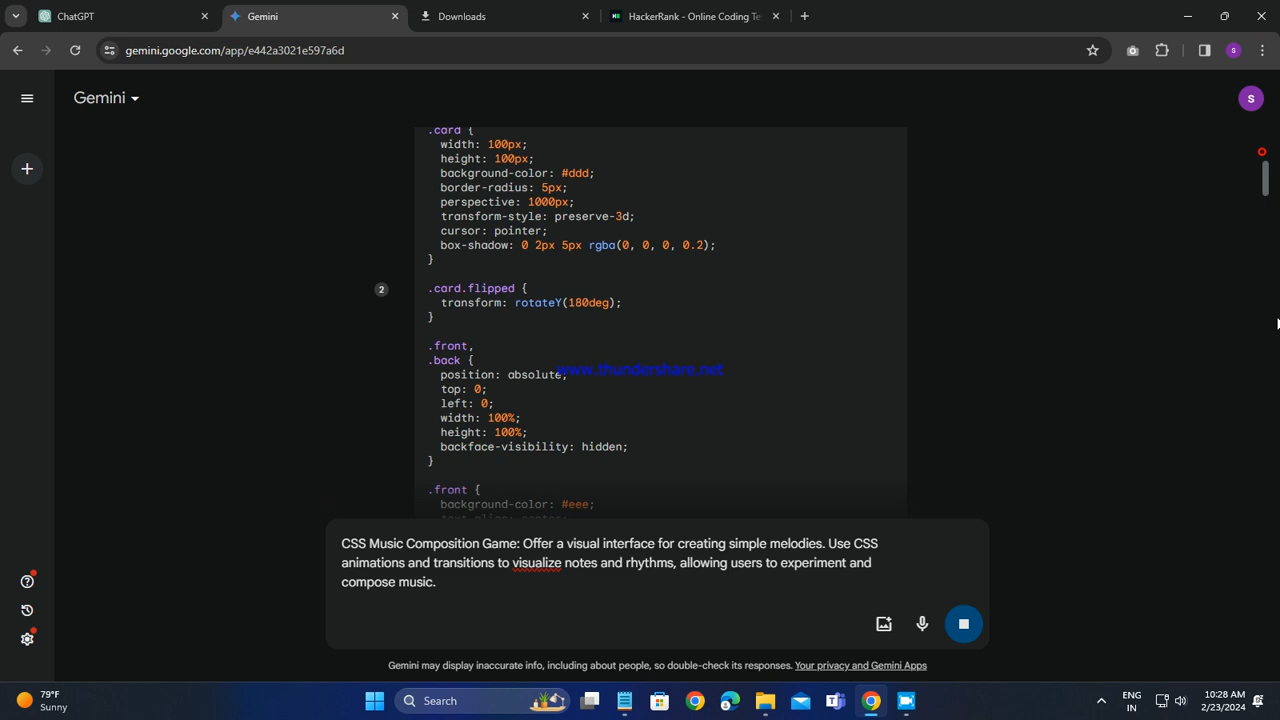 ChatGPT
Gemini
Downloads
HackerRank - Online Coding Te
gemini.google.com/app/e442a3021e597a6d
S
Gemini
S
.card {
width: 100px;
height: 100px;
background-color: #ddd;
border-radius: 5px;
perspective: 1000px;
transform-style: preserve-3d;
cursor: pointer;
box-shadow: 0 2px 5px rgba(0, 0, 0, 0.2);
}
2
.card.flipped {
transform: rotateY(180deg);
}
.front,
.back {
www.thundershare.net
position: absolute;
top: 0;
left: 0;
width: 100%;
height: 100%;
backface-visibility: hidden;
}
.front {
background-color: #eee;
text-align: center;
CSS Music Composition Game: Offer a visual interface for creating simple melodies. Use CSS
animations and transitions to visualize notes and rhythms, allowing users to experiment and
compose music.
Gemini may display inaccurate info, including about people, so double-check its responses. Your privacy and Gemini Apps
79°F
Sunny
Search
ENG
IN
10:28 AM
2/23/2024